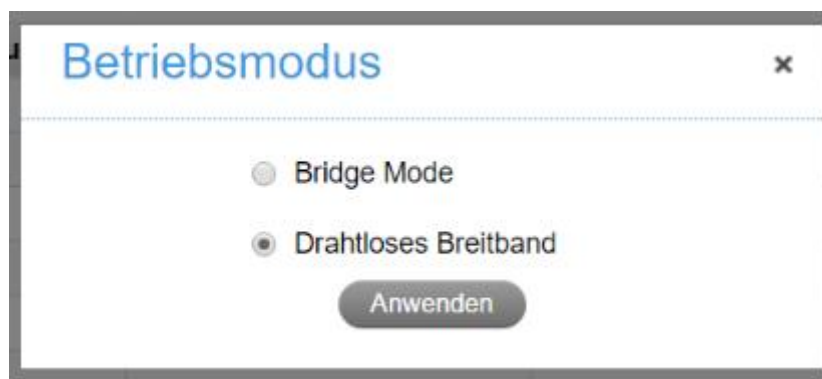 Betriebsmodus
Bridge Mode
Drahtloses Breitband
Anwenden